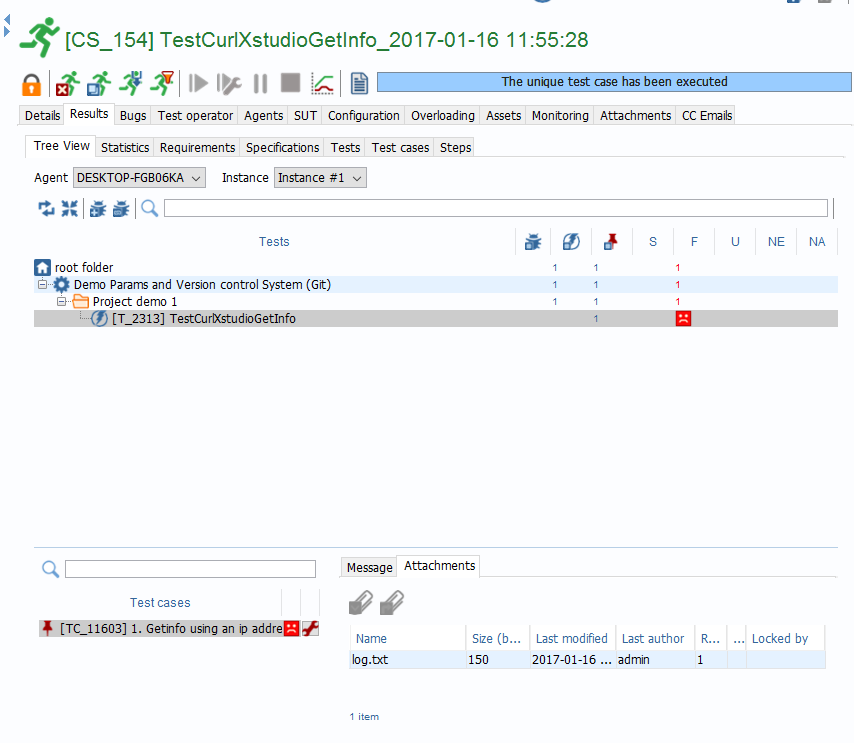 [CS_154] TestCurlXstudioGetInfo_2017-01-16 11:55:28
The unique test case has been executed
Details Results Bugs Test operator Agents SUT Configuration Overloading Assets Monitoring Attachments CC Emails
Tree View Statistics Requirements Specifications Tests Test cases Steps
Agent DESKTOP-FGB06KA Instance Instance #1
Tests S F U NE NA
root folder 1 1 1
Demo Params and Version control System (Git) 1 1 1
Project demo 1 1 1 1
[T_2313] TestCurlXstudioGetInfo 1
Message Attachments
Test cases
[TC_11603] 1. Getinfo using an ip addre
Name Size (b... Last modified Last author R... ... Locked by
log.txt 150 2017-01-16 ... admin 1
1 item